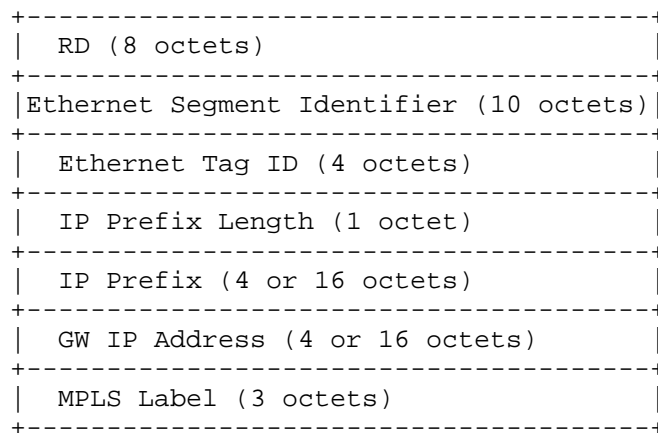 RD (8 octets)
Ethernet Segment Identifier (10 octets)
Ethernet Tag ID (4 octets)
IP Prefix Length (1 octet)
IP Prefix (4 or 16 octets)
GW IP Address (4 or 16 octets)
MPLS Label (3 octets)